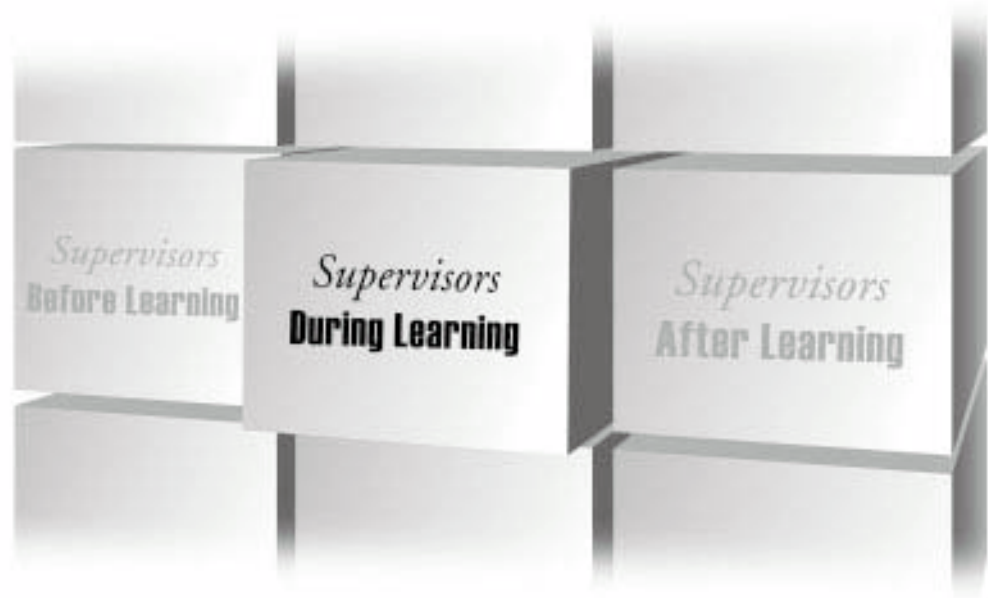 Supervisors
Before Learning
Supervisors
During Learning
Supervisors
After Learning